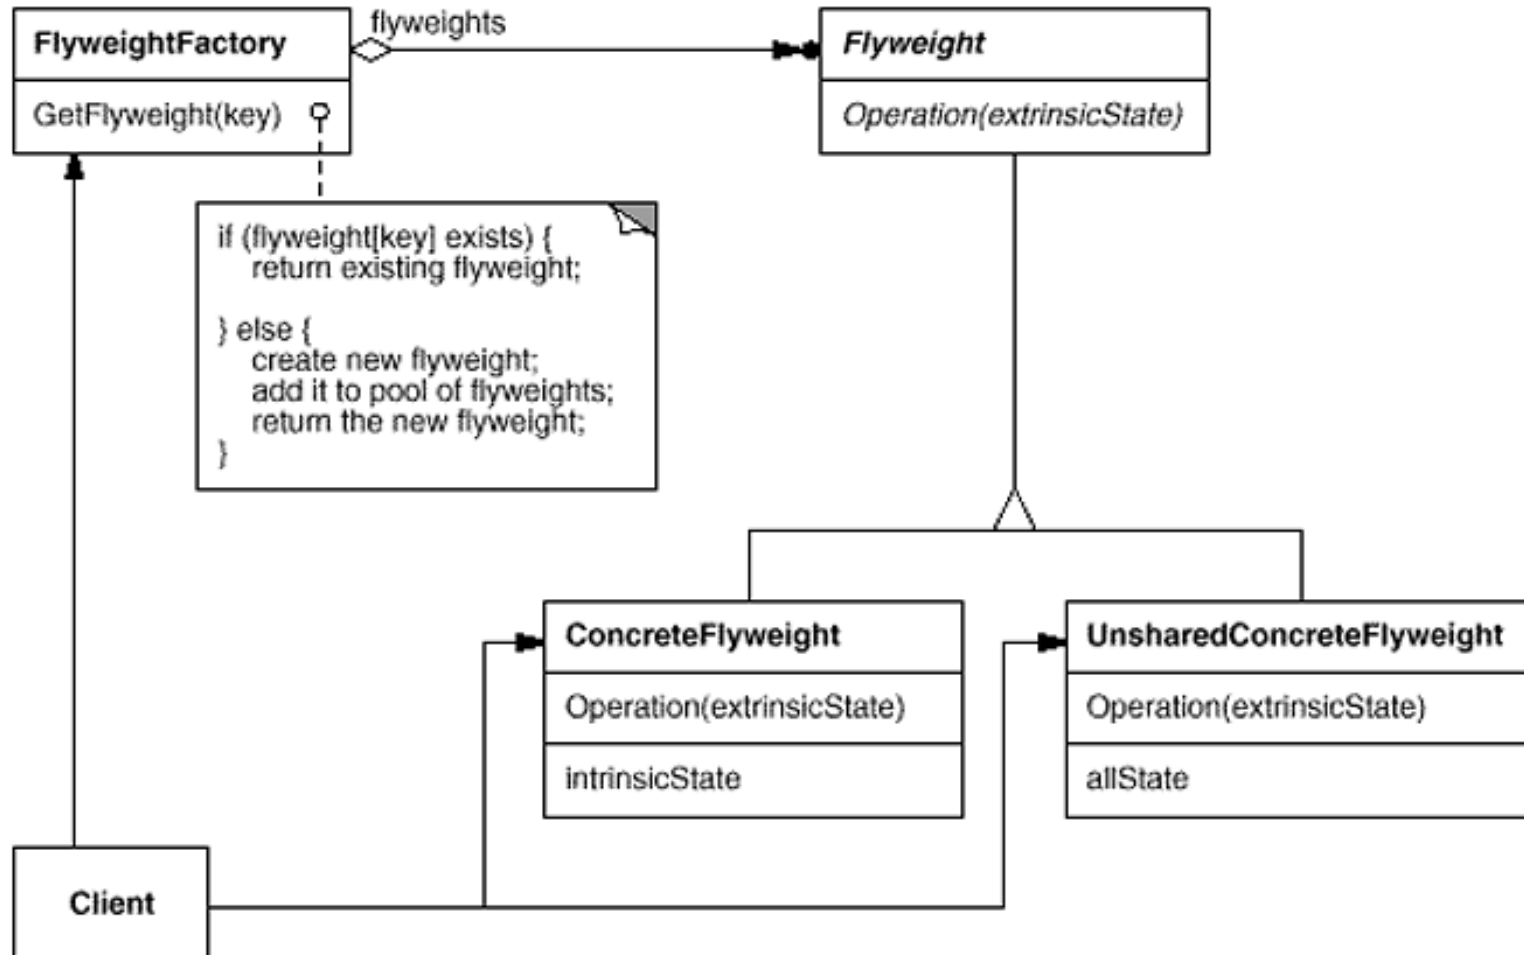 FlyweightFactory
GetFlyweight(key)
flyweights
Flyweight
Operation(extrinsicState)
if (flyweight[key] exists) {
return existing flyweight;
} else {
create new flyweight;
add it to pool of flyweights;
return the new flyweight;
}
ConcreteFlyweight
Operation(extrinsicState)
intrinsicState
UnsharedConcreteFlyweight
Operation(extrinsicState)
allState
Client